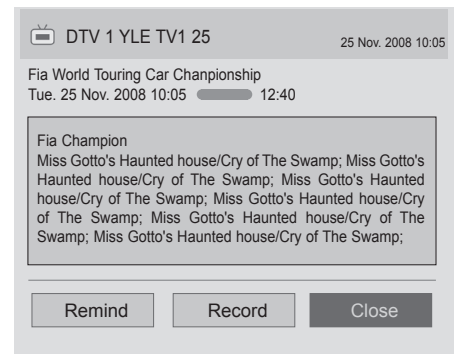 DTV 1 YLE TV1 25 25 Nov. 2008 10:05
Fia World Touring Car Chanpionship
Tue. 25 Nov. 2008 10:05 12:40
Fia Champion
Miss Gotto's Haunted house/Cry of The Swamp; Miss Gotto's
Haunted house/Cry of The Swamp; Miss Gotto's Haunted
house/Cry of The Swamp; Miss Gotto's Haunted house/Cry
of The Swamp; Miss Gotto's Haunted house/Cry of The
Swamp; Miss Gotto's Haunted house/Cry of The Swamp;
Remind Record Close